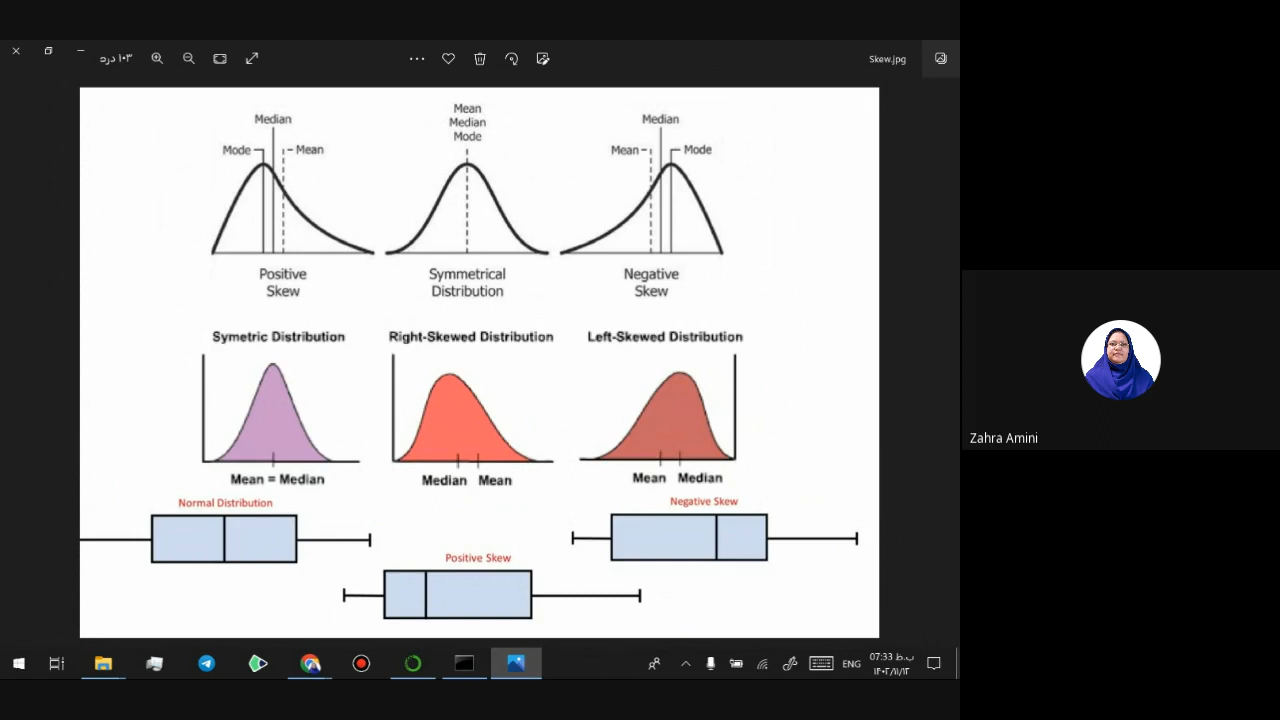 ۱۰۳ درد
Skew.jpg
Median
Mode
Mean
Positive
Skew
Mean
Median
Mode
Symmetrical
Distribution
Median
Mean
Mode
Negative
Skew
Symetric Distribution
Mean = Median
Right-Skewed Distribution
Median Mean
Left-Skewed Distribution
Mean Median
Normal Distribution
Positive Skew
Negative Skew
Zahra Amini
ENG
07:33 ب.ظ
۱۴۰۲/۱۱/۱۲